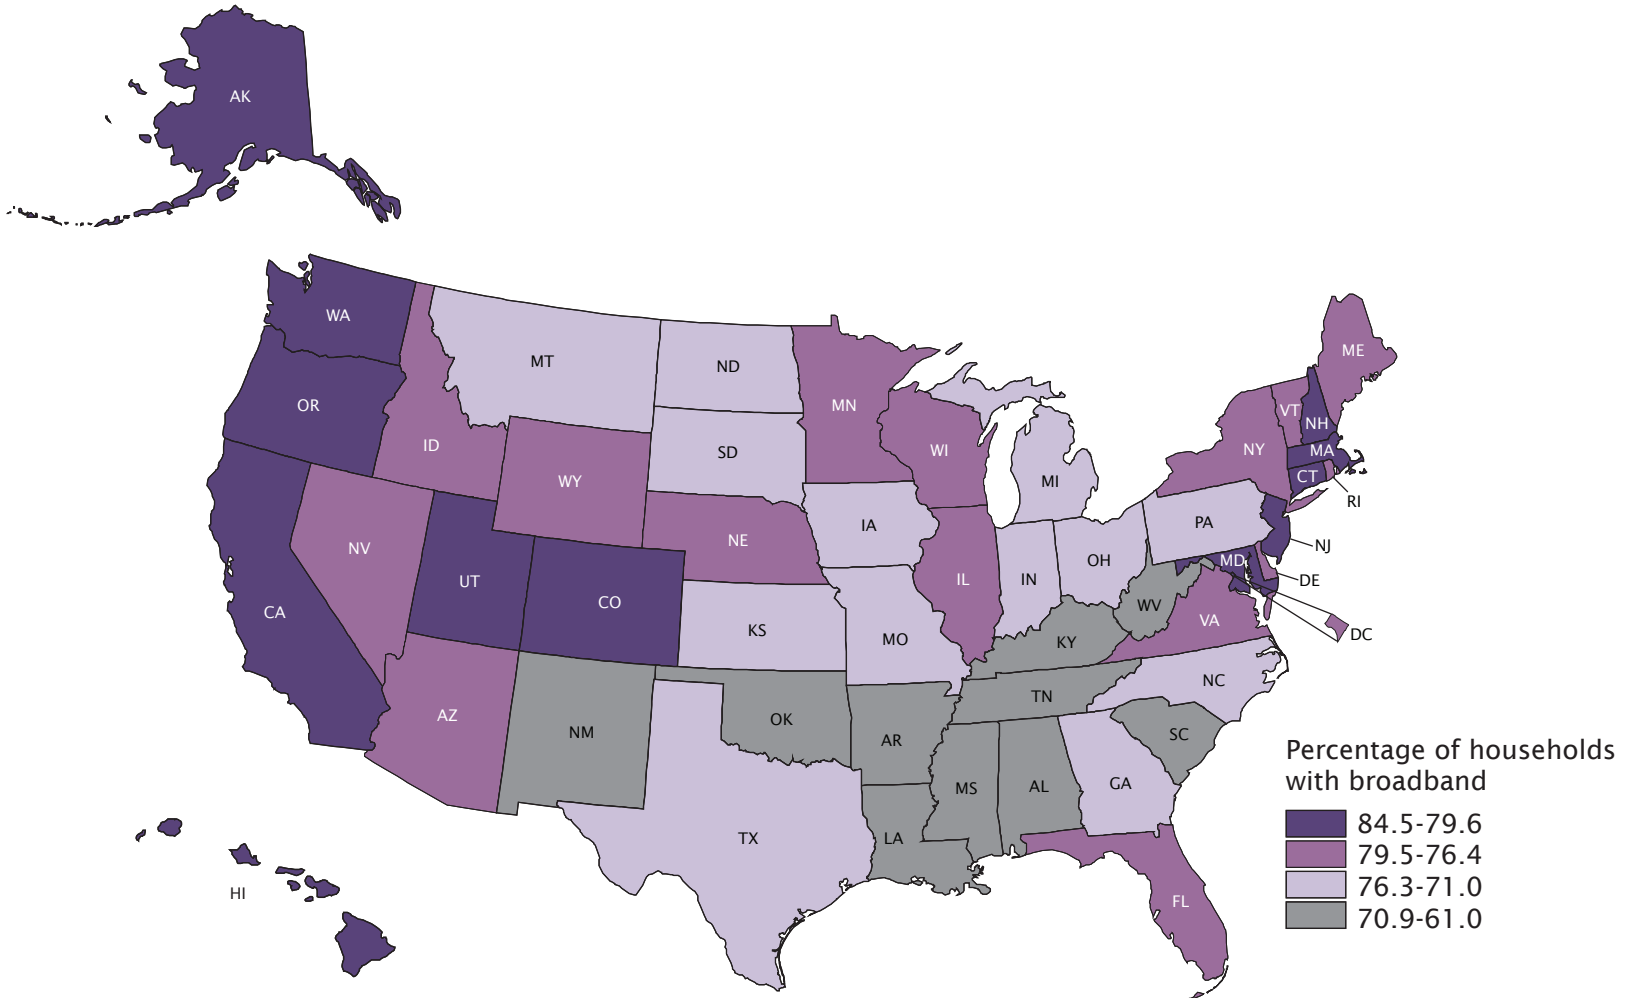 AK
WA
MT
ND
OR
ID
WY
SD
MN
WI
MI
NY
VT
NH
ME
MA
CT
RI
NV
UT
CO
NE
IA
IL
IN
OH
PA
NJ
MD
DE
DC
CA
KS
MO
KY
WV
VA
AZ
NM
OK
AR
TN
NC
SC
TX
LA
MS
AL
GA
FL
HI
Percentage of households
with broadband
84.5-79.6
79.5-76.4
76.3-71.0
70.9-61.0